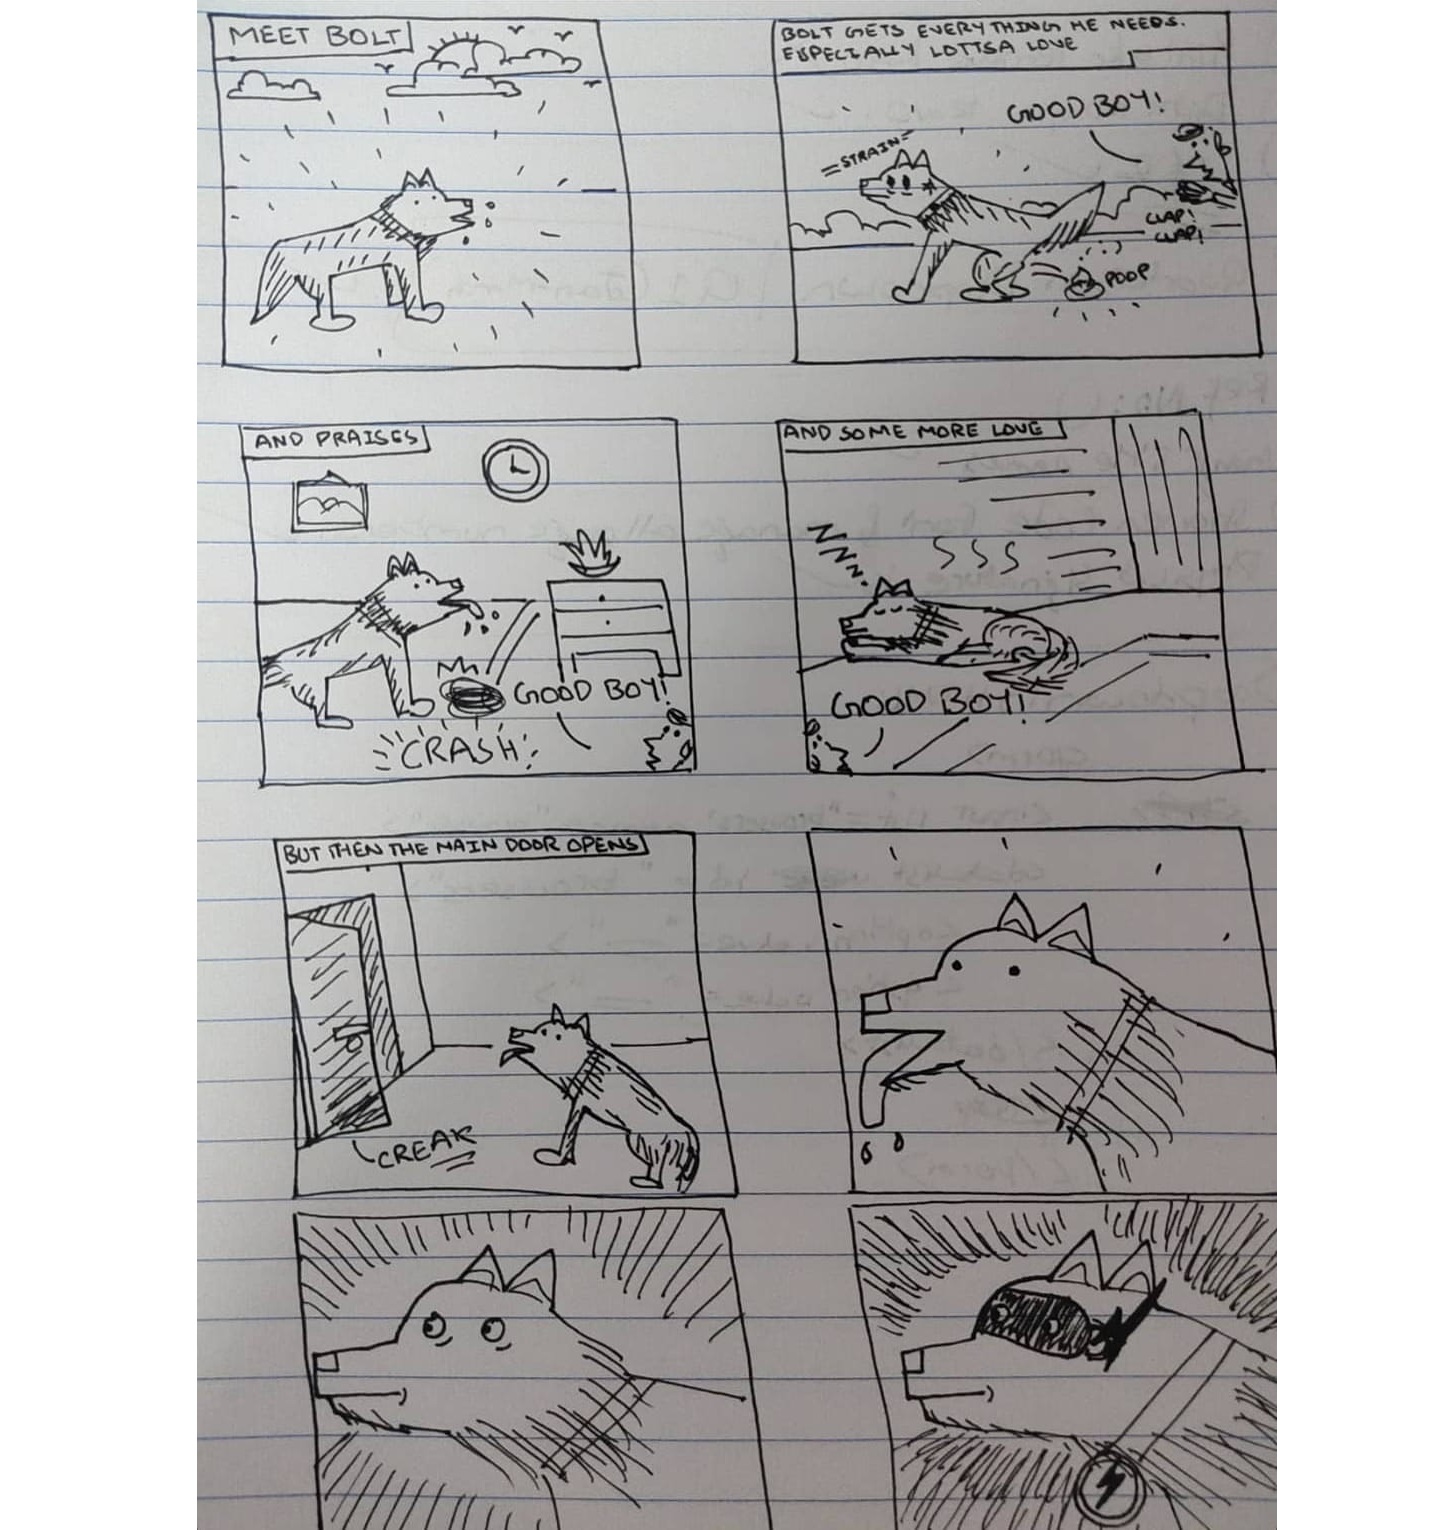 MEET BOLT
BOLT GETS EVERYTHING HE NEEDS.
ESPECIALLY LOTTSA LOVE
GOOD BOY!
STRAIN
CLAP!
CLAP!
POOP
AND PRAISES
GOOD BOY!
CRASH
AND SOME MORE LOVE
ZZZZZ
SSS
GOOD BOY!
BUT THEN THE MAIN DOOR OPENS
CREAK